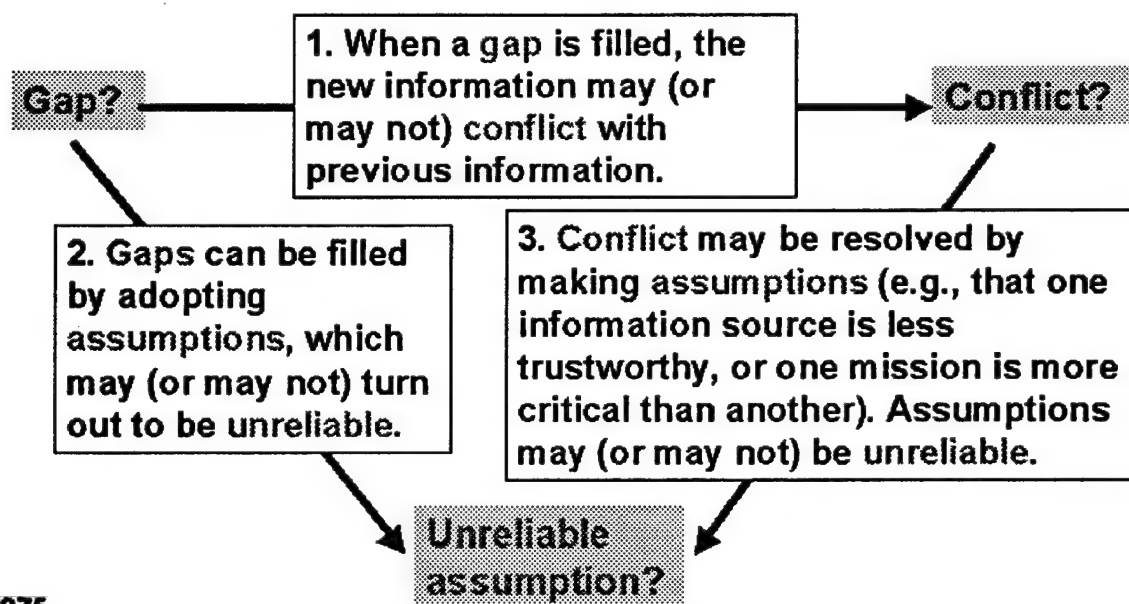 Gap?
1. When a gap is filled, the
new information may (or
may not) conflict with
previous information.
Conflict?
2. Gaps can be filled
by adopting
assumptions, which
may (or may not) turn
out to be unreliable.
3. Conflict may be resolved by
making assumptions (e.g., that one
information source is less
trustworthy, or one mission is more
critical than another). Assumptions
may (or may not) be unreliable.
Unreliable
assumption?